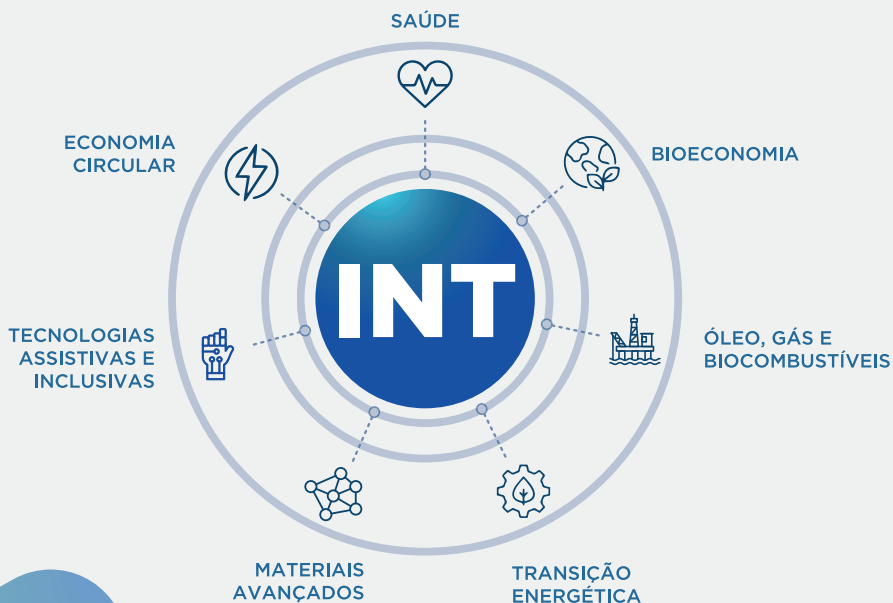 SAÚDE
ECONOMIA
CIRCULAR
BIOECONOMIA
INT
TECNOLOGIAS
ASSISTIVAS E
INCLUSIVAS
ÓLEO, GÁS E
BIOCOMBUSTÍVEIS
MATERIAIS
AVANÇADOS
TRANSIÇÃO
ENERGÉTICA